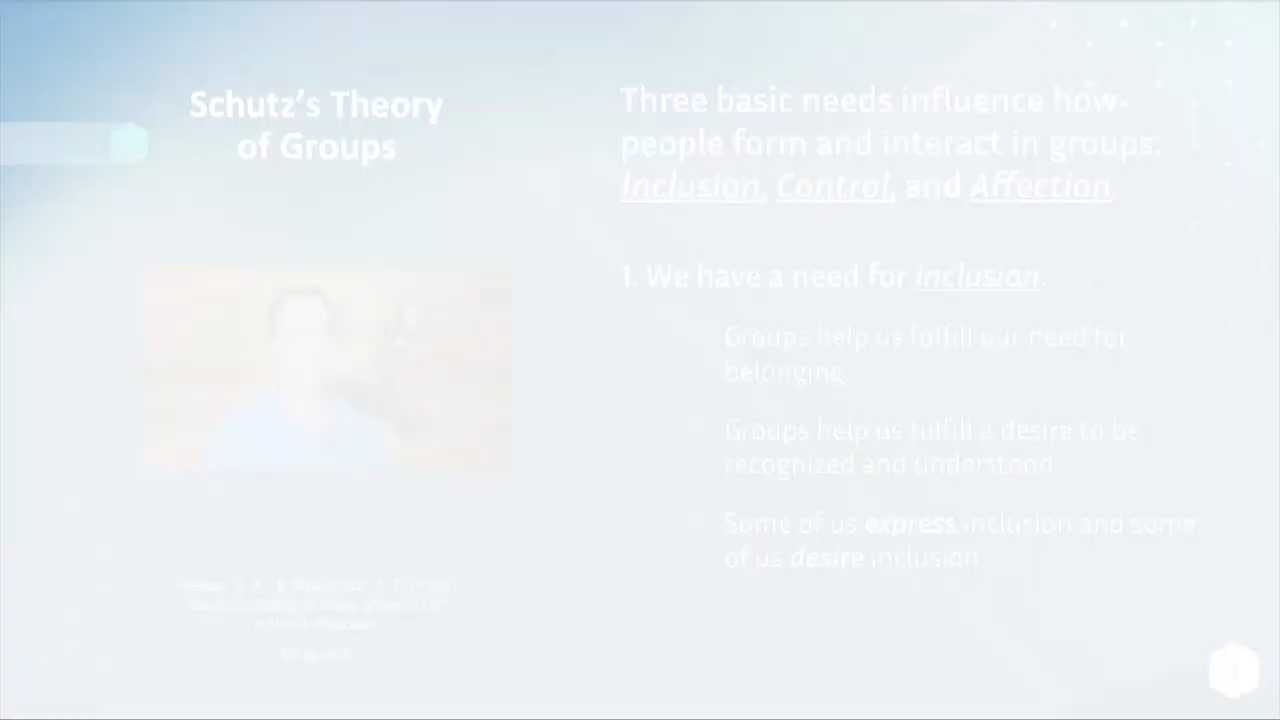 Schutz's Theory
of Groups
Three basic needs influence how
people form and interact in groups:
Inclusion, Control, and Affection
1. We have a need for inclusion.
Groups help us fulfill our need for
belonging
Groups help us fulfill a desire to be
recognized and understood
Some of us express inclusion and some
of us desire inclusion